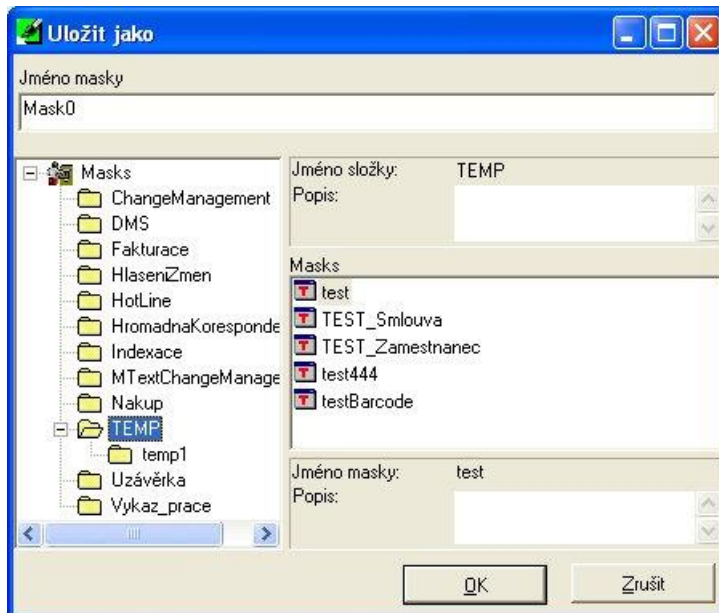 Uložit jako
Jméno masky
Mask0
Masks
ChangeManagement
DMS
Fakturace
HlaseniZmen
HotLine
HromadnaKoresponde
Indexace
MTextChangeManage
Nakup
TEMP
temp1
Uzávěrka
Vykaz_prace
Jméno složky: TEMP
Popis:
Masks
test
TEST_Smlouva
TEST_Zamestnanec
test444
testBarcode
Jméno masky: test
Popis:
OK Zrušit